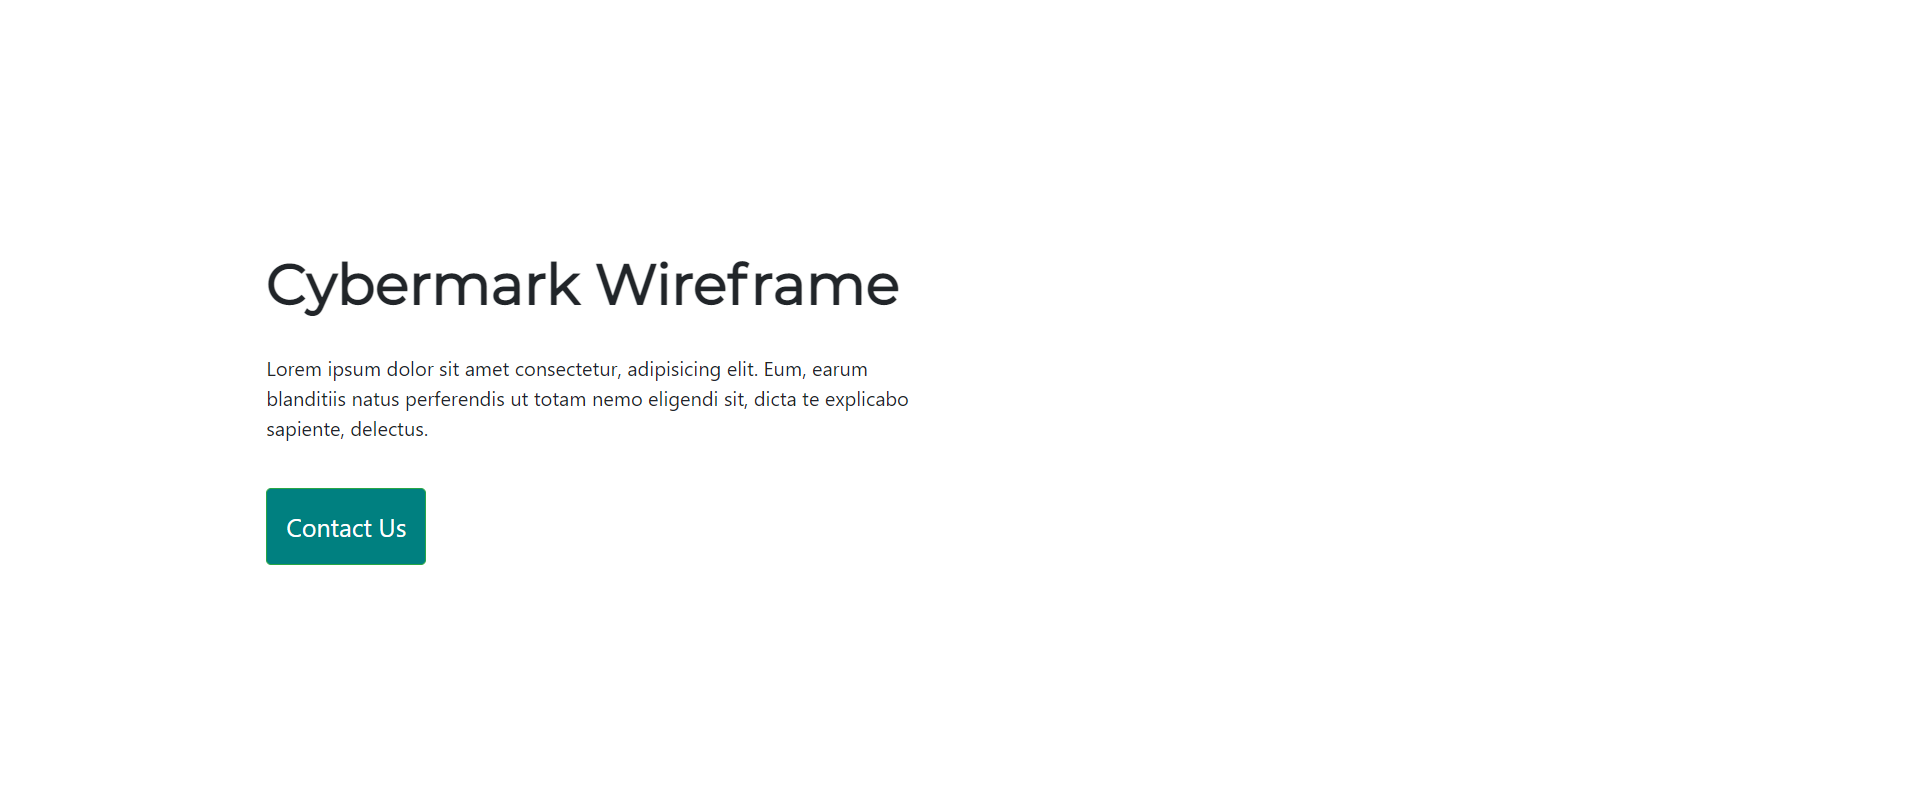 Cybermark Wireframe
Lorem ipsum dolor sit amet consectetur, adipisicing elit. Eum, earum
blanditiis natus perferendis ut totam nemo eligendi sit, dicta te explicabo
sapiente, delectus.
Contact Us